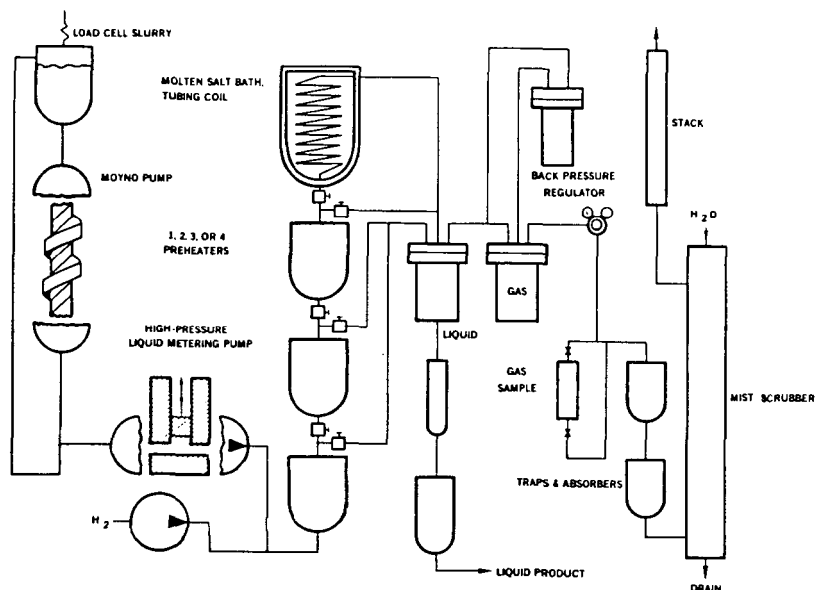 LOAD CELL SLURRY
MOLTEN SALT BATH,
TUBING COIL
STACK
MOYNO PUMP
BACK PRESSURE
REGULATOR
H2O
1, 2, 3, OR 4
PREHEATERS
GAS
HIGH-PRESSURE
LIQUID METERING PUMP
LIQUID
GAS
SAMPLE
MIST SCRUBBER
TRAPS & ABSORBERS
H2
LIQUID PRODUCT
DRAIN